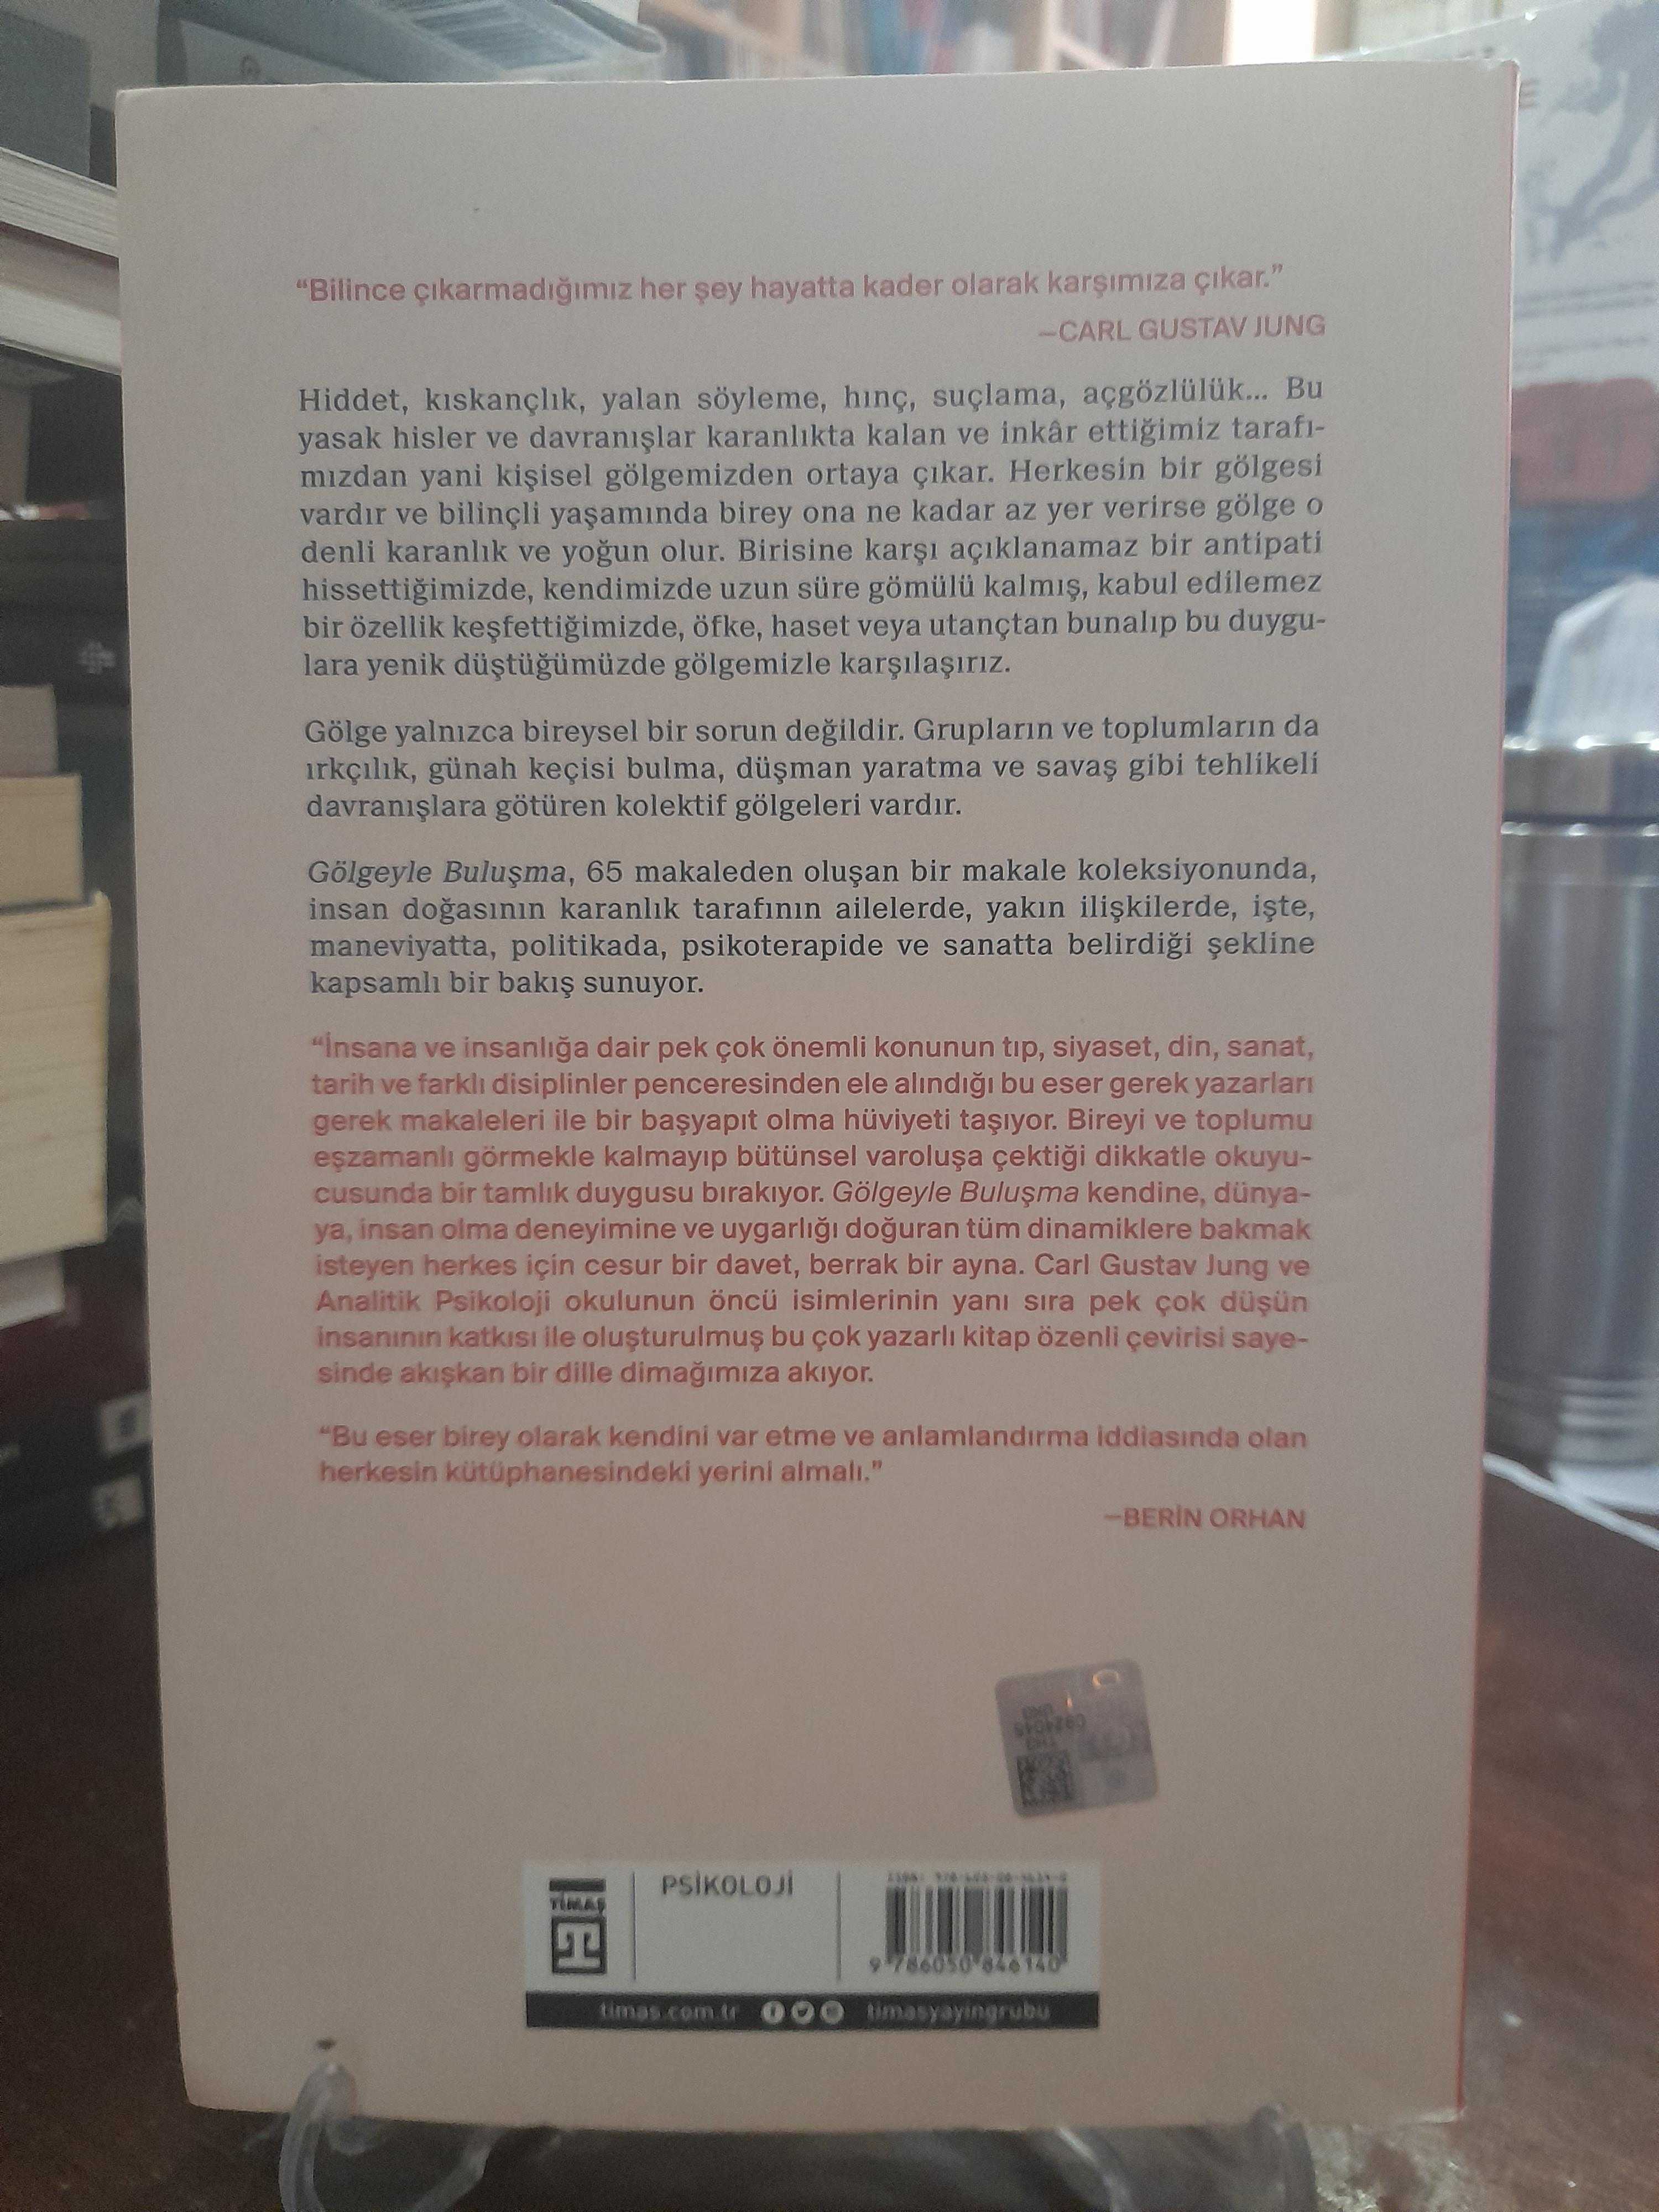 “Bilince çıkarmadığımız her şey hayatta kader olarak karşımıza çıkar.”
—CARL GUSTAV JUNG
Hiddet, kıskançlık, yalan söyleme, hınç, suçlama, açgözlülük... Bu
yasak hisler ve davranışlar karanlıkta kalan ve inkâr ettiğimiz tarafı-
mızdan yani kişisel gölgemizden ortaya çıkar. Herkesin bir gölgesi
vardır ve bilinçli yaşamında birey ona ne kadar az yer verirse gölge o
denli karanlık ve yoğun olur. Birisine karşı açıklanamaz bir antipati
hissettiğimizde, kendimizde uzun süre gömülü kalmış, kabul edilemez
bir özellik keşfettiğimizde, öfke, haset veya utançtan bunalıp bu duygu-
lara yenik düştüğümüzde gölgemizle karşılaşırız.
Gölge yalnızca bireysel bir sorun değildir. Grupların ve toplumların da
ırkçılık, günah keçisi bulma, düşman yaratma ve savaş gibi tehlikeli
davranışlara götüren kolektif gölgeleri vardır.
Gölgeyle Buluşma, 65 makaleden oluşan bir makale koleksiyonunda,
insan doğasının karanlık tarafının ailelerde, yakın ilişkilerde, işte,
maneviyatta, politikada, psikoterapide ve sanatta belirdiği şekline
kapsamlı bir bakış sunuyor.
“İnsana ve insanlığa dair pek çok önemli konunun tıp, siyaset, din, sanat,
tarih ve farklı disiplinler penceresinden ele alındığı bu eser gerek yazarları
gerek makaleleri ile bir başyapıt olma hüviyeti taşıyor. Bireyi ve toplumu
eşzamanlı görmekle kalmayıp bütünsel varoluşa çektiği dikkatle okuyu-
cusunda bir tamlık duygusu bırakıyor. Gölgeyle Buluşma kendine, dünya-
ya, insan olma deneyimine ve uygarlığı doğuran tüm dinamiklere bakmak
isteyen herkes için cesur bir davet, berrak bir ayna. Carl Gustav Jung ve
Analitik Psikoloji okulunun öncü isimlerinin yanı sıra pek çok düşün
insanının katkısı ile oluşturulmuş bu çok yazarlı kitap özenli çevirisi saye-
sinde akışkan bir dille dimağımıza akıyor.
“Bu eser birey olarak kendini var etme ve anlamlandırma iddiasında olan
herkesin kütüphanesindeki yerini almalı.”
—BERİN ORHAN
TİMAŞ
PSİKOLOJİ
9 786050 846140
timas.com.tr timasyayingrubu